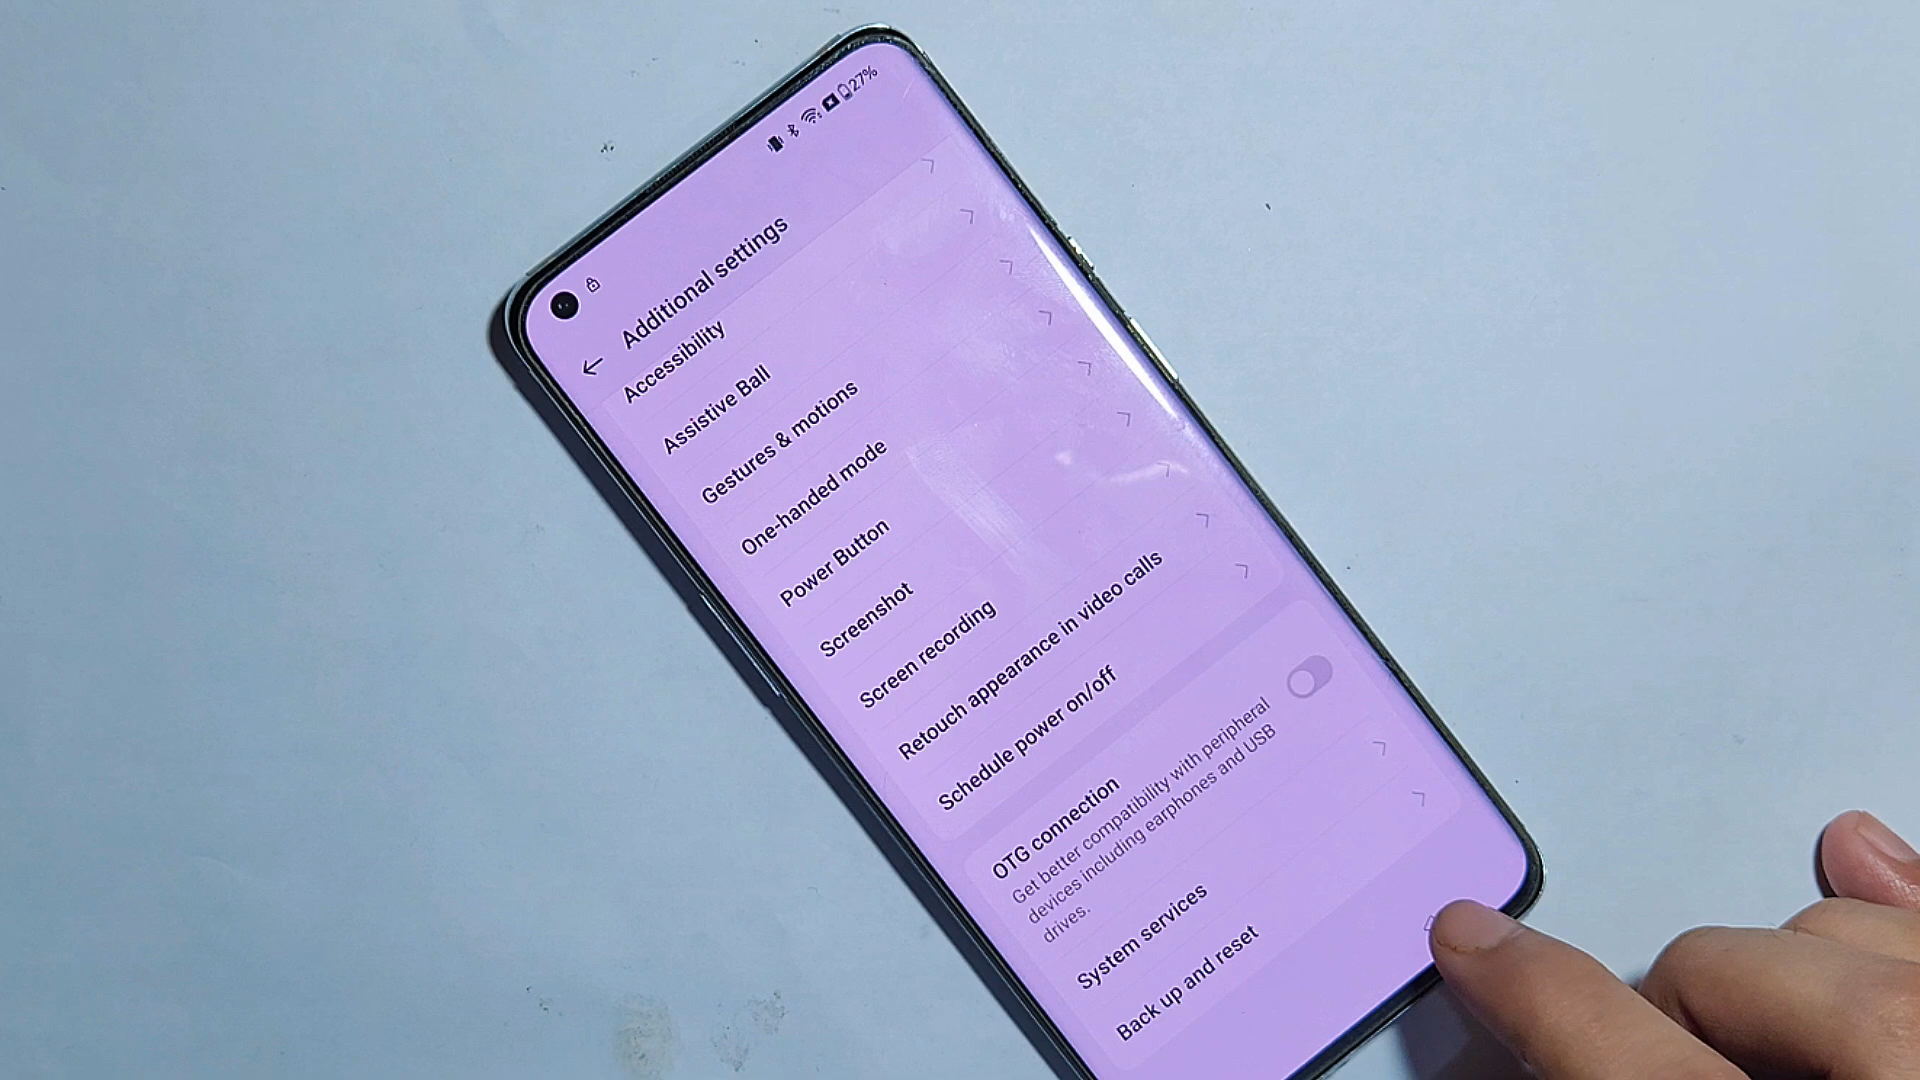 27%
Additional settings
Accessibility
Assistive Ball
Gestures & motions
One-handed mode
Power Button
Screenshot
Screen recording
Retouch appearance in video calls
Schedule power on/off
OTG connection
Get better compatibility with peripheral
devices including earphones and USB
drives.
System services
Back up and reset